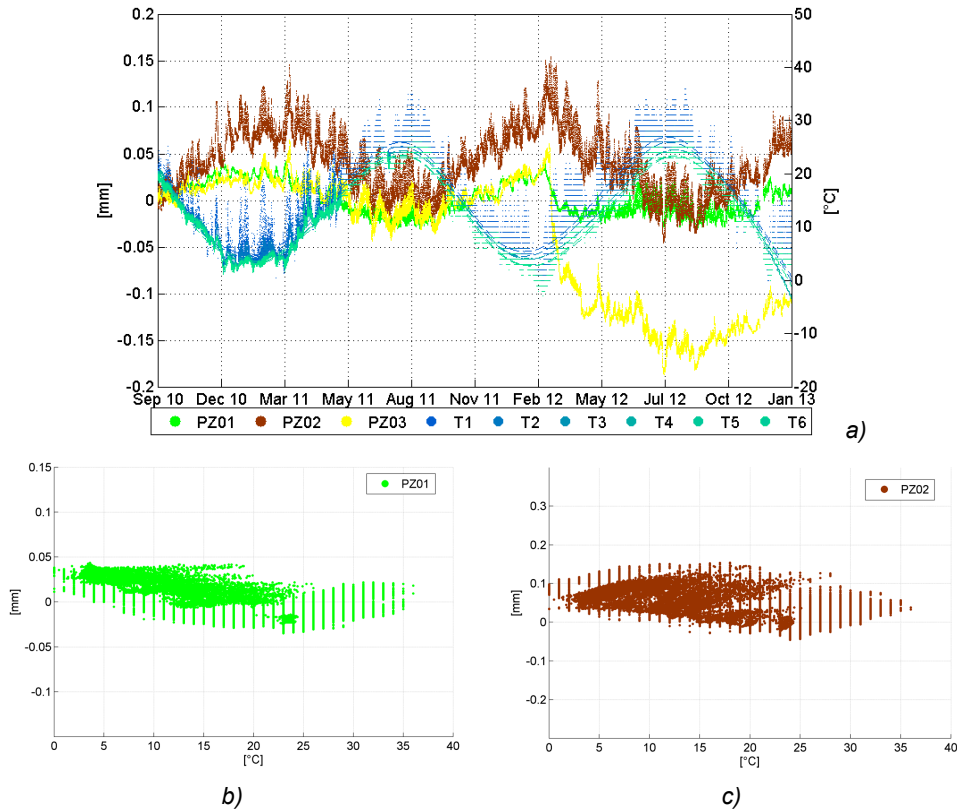 0.2
0.15
0.1
0.05
0
-0.05
-0.1
-0.15
-0.2
[mm]
50
40
30
20
10
0
-10
-20
[°C]
Sep 10 Dec 10 Mar 11 May 11 Aug 11 Nov 11 Feb 12 May 12 Jul 12 Oct 12 Jan 13
PZ01 PZ02 PZ03 T1 T2 T3 T4 T5 T6
a)
0.15
0.1
0.05
0
-0.05
-0.1
[mm]
PZ01
0 5 10 15 20 25 30 35 40
[°C]
b)
0.3
0.2
0.1
0
-0.1
-0.2
[mm]
PZ02
0 5 10 15 20 25 30 35 40
[°C]
c)